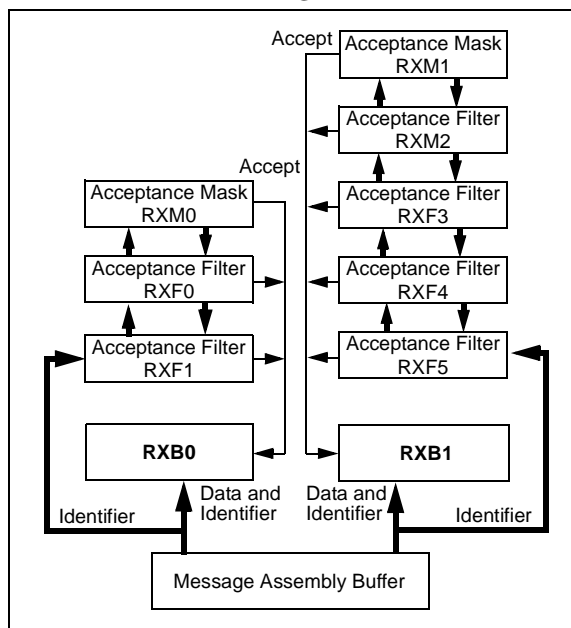 Accept
Acceptance Mask
RXM1
Acceptance Filter
RXM2
Accept
Acceptance Mask
RXM0
Acceptance Filter
RXF3
Acceptance Filter
RXF0
Acceptance Filter
RXF4
Acceptance Filter
RXF1
Acceptance Filter
RXF5
RXB0
RXB1
Data and
Identifier
Data and
Identifier
Identifier
Identifier
Message Assembly Buffer